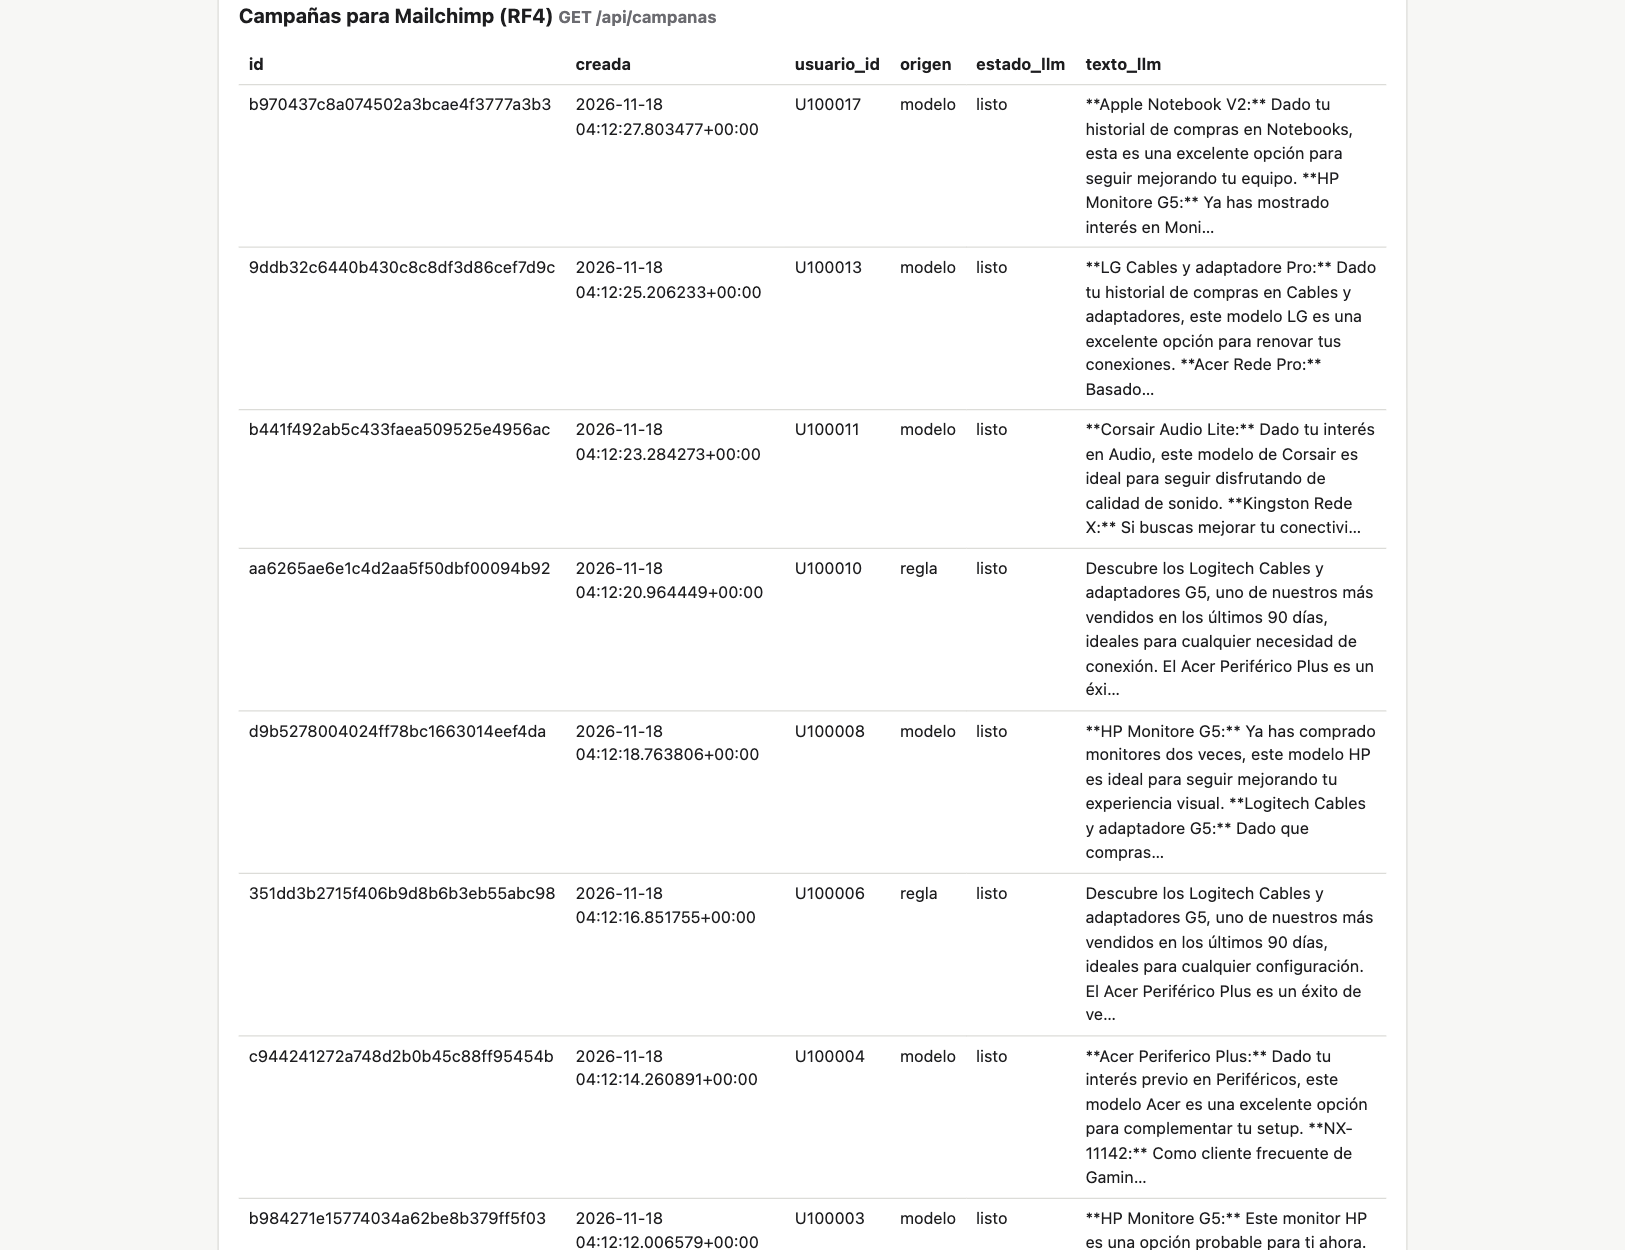 Campañas para Mailchimp (RF4) GET /api/campanas
id creada usuario_id origen estado_llm texto_llm
b970437c8a074502a3bcae4f3777a3b3 2026-11-18 U100017 modelo listo **Apple Notebook V2:** Dado tu
04:12:27.803477+00:00 historial de compras en Notebooks,
esta es una excelente opción para
seguir mejorando tu equipo. **HP
Monitore G5:** Ya has mostrado
interés en Moni...
9ddb32c6440b430c8c8df3d86cef7d9c 2026-11-18 U100013 modelo listo **LG Cables y adaptadore Pro:** Dado
04:12:25.206233+00:00 tu historial de compras en Cables y
adaptadores, este modelo LG es una
excelente opción para renovar tus
conexiones. **Acer Rede Pro:**
Basado...
b441f492ab5c433faea509525e4956ac 2026-11-18 U100011 modelo listo **Corsair Audio Lite:** Dado tu interés
04:12:23.284273+00:00 en Audio, este modelo de Corsair es
ideal para seguir disfrutando de
calidad de sonido. **Kingston Rede
X:** Si buscas mejorar tu conectivi...
aa6265ae6e1c4d2aa5f50dbf00094b92 2026-11-18 U100010 regla listo Descubre los Logitech Cables y
04:12:20.964449+00:00 adaptadores G5, uno de nuestros más
vendidos en los últimos 90 días,
ideales para cualquier necesidad de
conexión. El Acer Periférico Plus es un
éxi...
d9b5278004024ff78bc1663014eef4da 2026-11-18 U100008 modelo listo **HP Monitore G5:** Ya has comprado
04:12:18.763806+00:00 monitores dos veces, este modelo HP
es ideal para seguir mejorando tu
experiencia visual. **Logitech Cables
y adaptadore G5:** Dado que
compras...
351dd3b2715f406b9d8b6b3eb55abc98 2026-11-18 U100006 regla listo Descubre los Logitech Cables y
04:12:16.851755+00:00 adaptadores G5, uno de nuestros más
vendidos en los últimos 90 días,
ideales para cualquier configuración.
El Acer Periférico Plus es un éxito de
ve...
c944241272a748d2b0b45c88ff95454b 2026-11-18 U100004 modelo listo **Acer Periferico Plus:** Dado tu
04:12:14.260891+00:00 interés previo en Periféricos, este
modelo Acer es una excelente opción
para complementar tu setup. **NX-
11142:** Como cliente frecuente de
Gamin...
b984271e15774034a62be8b379ff5f03 2026-11-18 U100003 modelo listo **HP Monitore G5:** Este monitor HP
04:12:12.006579+00:00 es una opción probable para ti ahora.